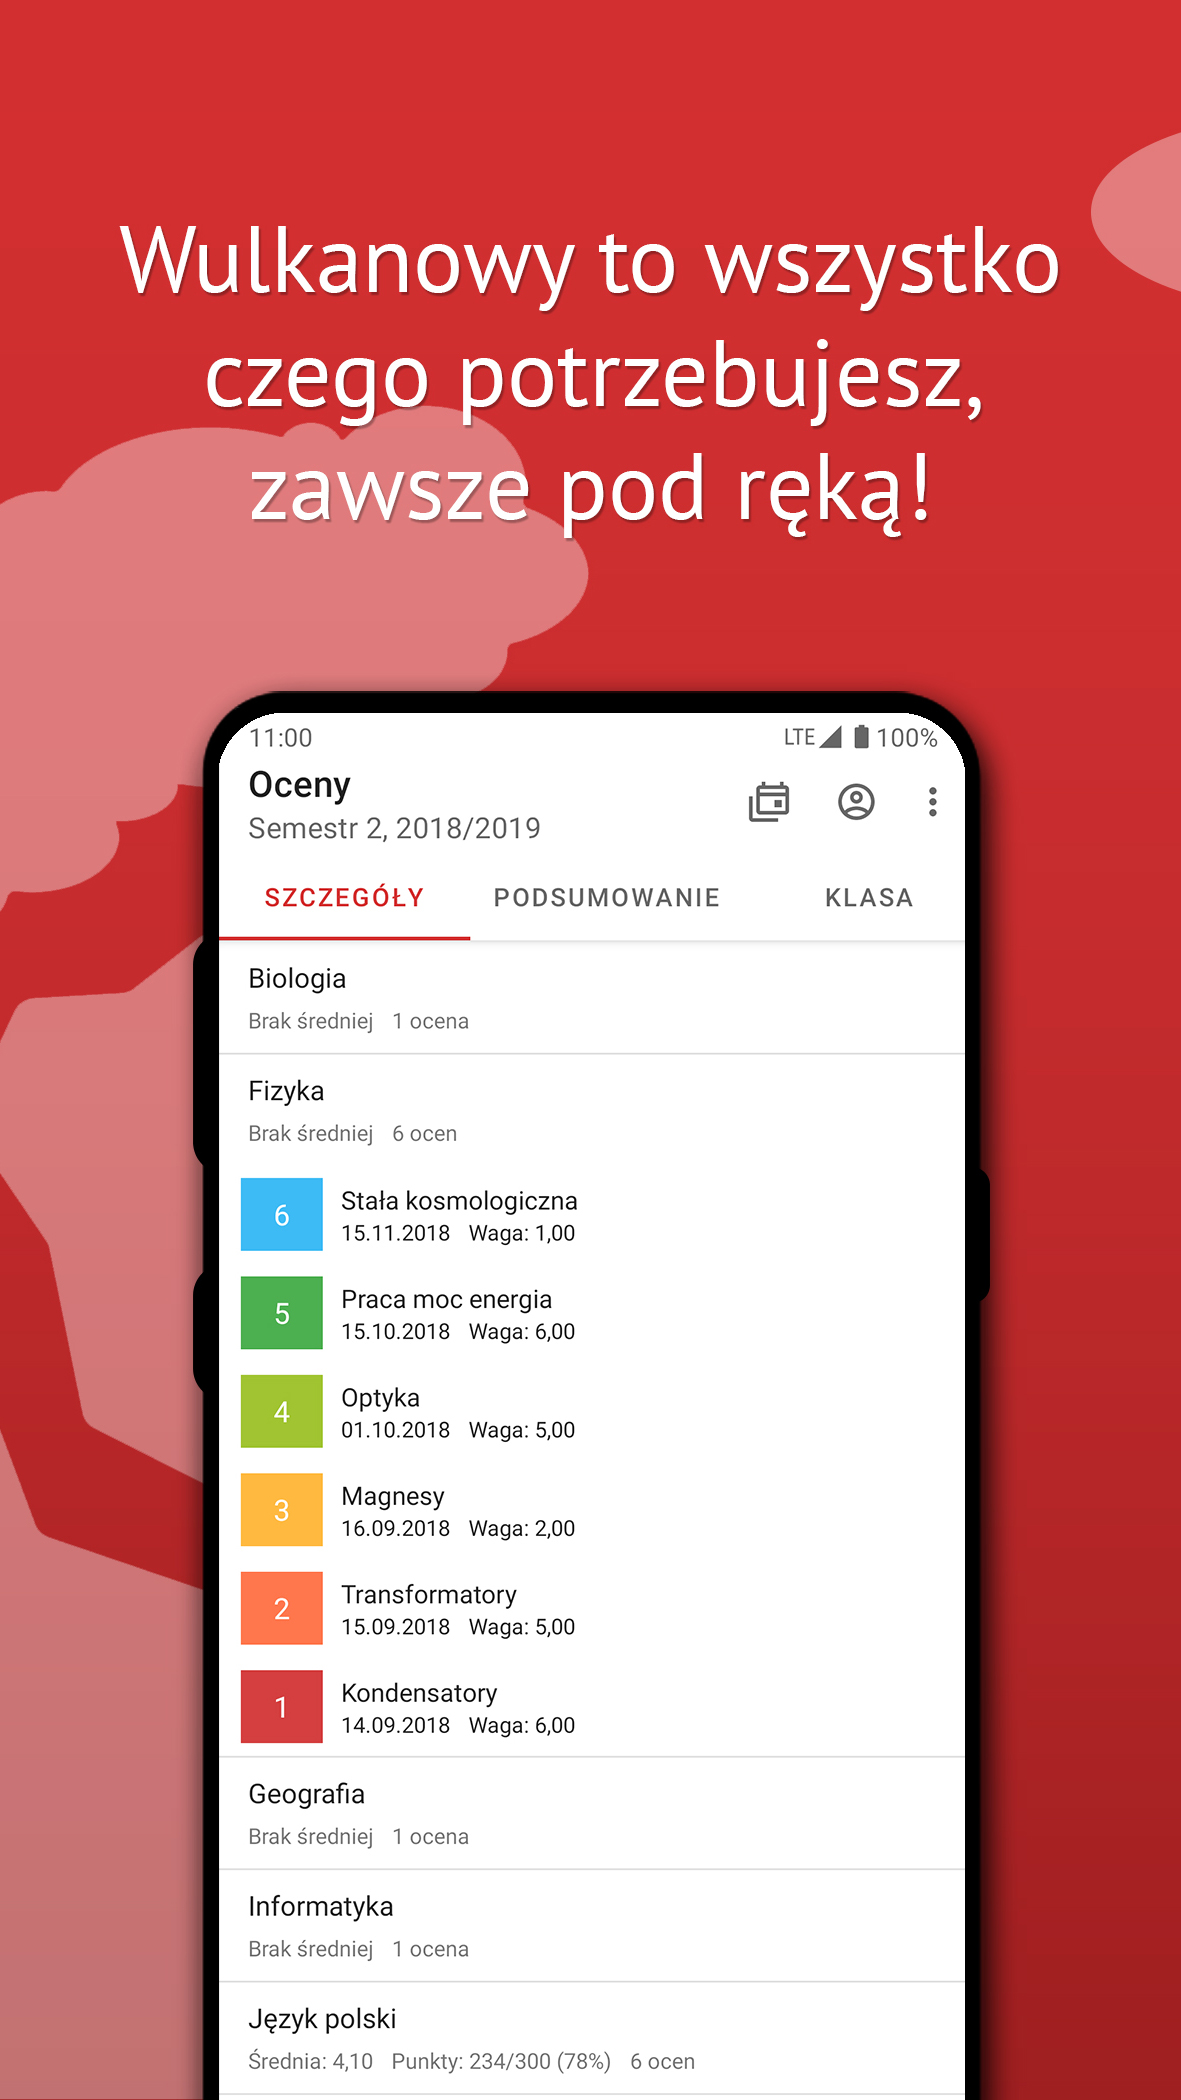 Wulkanowy to wszystko
czego potrzebujesz,
zawsze pod ręką!
11:00 LTE 100%
Oceny
Semestr 2, 2018/2019
SZCZEGÓŁY PODSUMOWANIE KLASA
Biologia
Brak średniej 1 ocena
Fizyka
Brak średniej 6 ocen
6 Stała kosmologiczna
15.11.2018 Waga: 1,00
5 Praca moc energia
15.10.2018 Waga: 6,00
4 Optyka
01.10.2018 Waga: 5,00
3 Magnesy
16.09.2018 Waga: 2,00
2 Transformatory
15.09.2018 Waga: 5,00
1 Kondensatory
14.09.2018 Waga: 6,00
Geografia
Brak średniej 1 ocena
Informatyka
Brak średniej 1 ocena
Język polski
Średnia: 4,10 Punkty: 234/300 (78%) 6 ocen